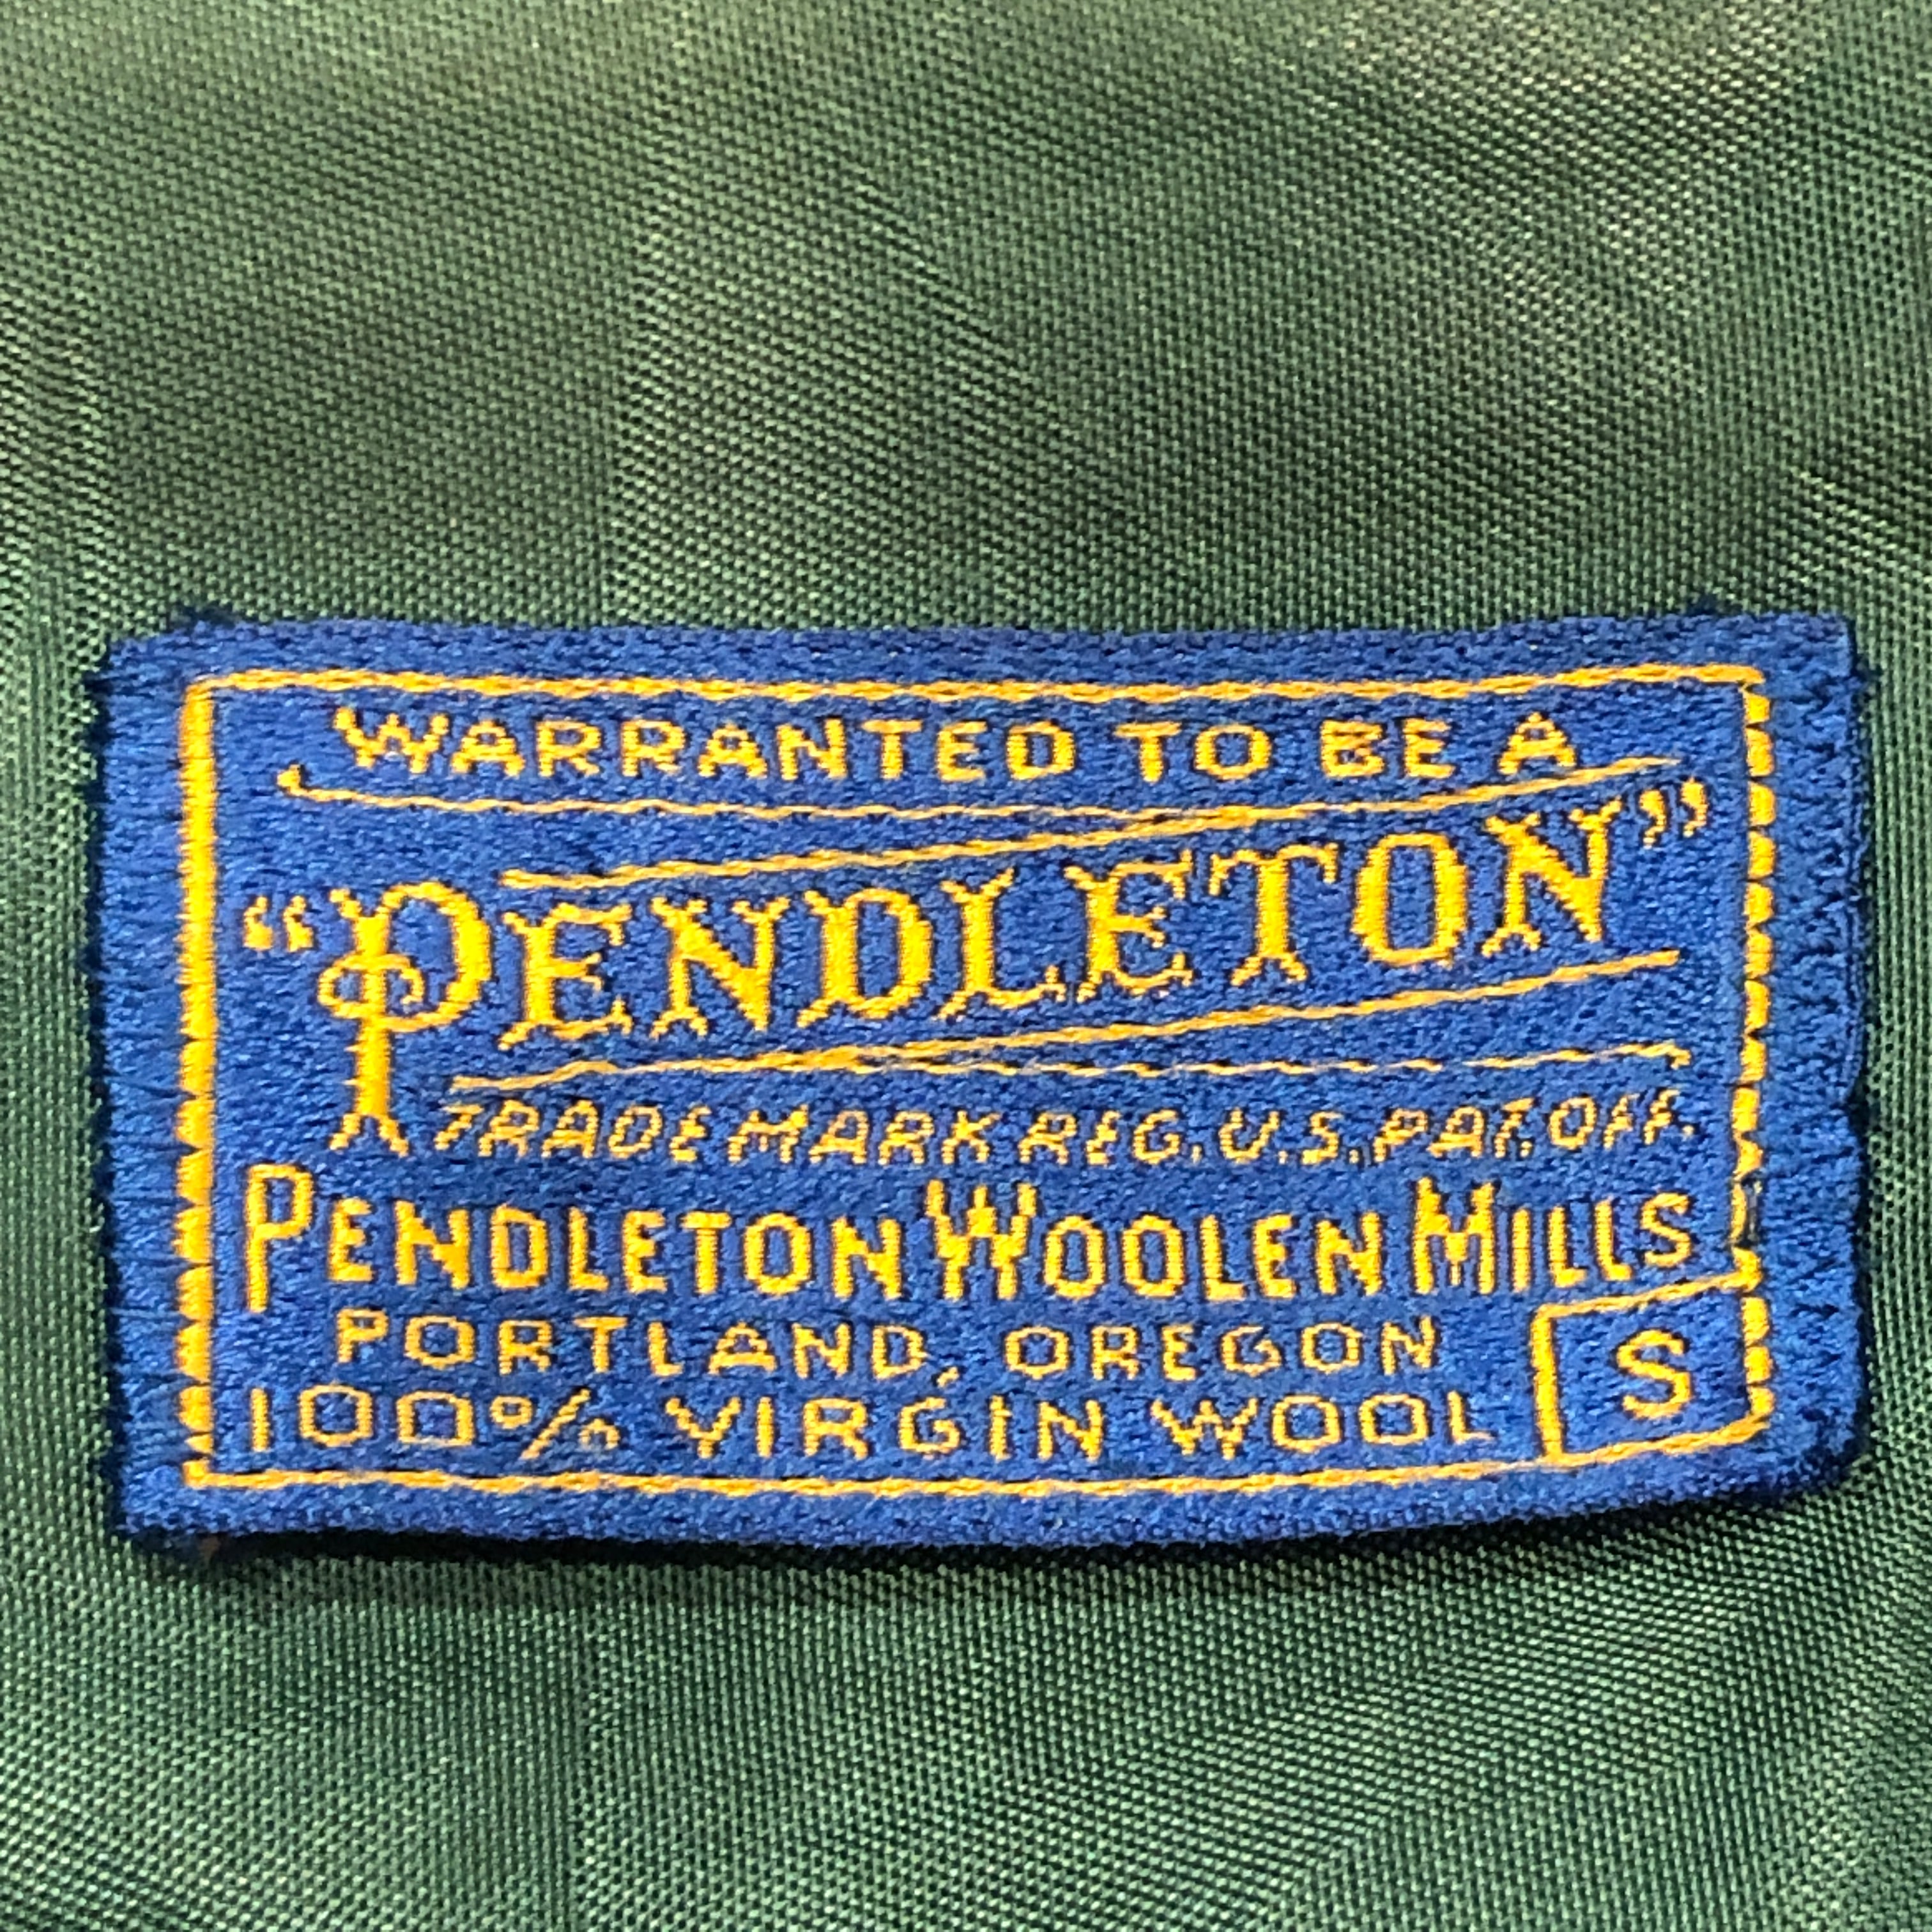 WARRANTED TO BE A
“PENDLETON”
TRADE MARK REG. U.S. PAT. OFF.
PENDLETON WOOLEN MILLS
PORTLAND, OREGON
100% VIRGIN WOOL
S